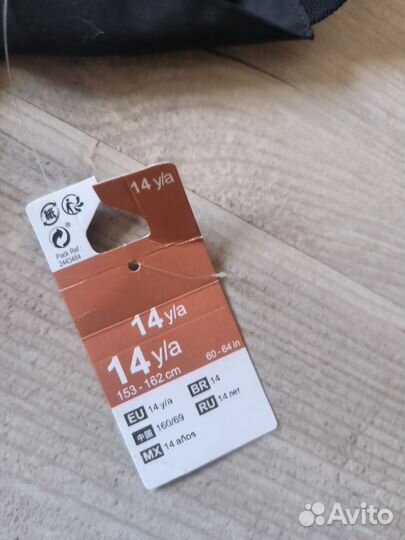 14 y/a
紙
Pack Ref :
2443484
14 y/a
14 y/a
153 - 162 cm
60 - 64 in
EU 14 y/a
BR 14
中国 160/69
RU 14 лет
MX 14 años
Avito